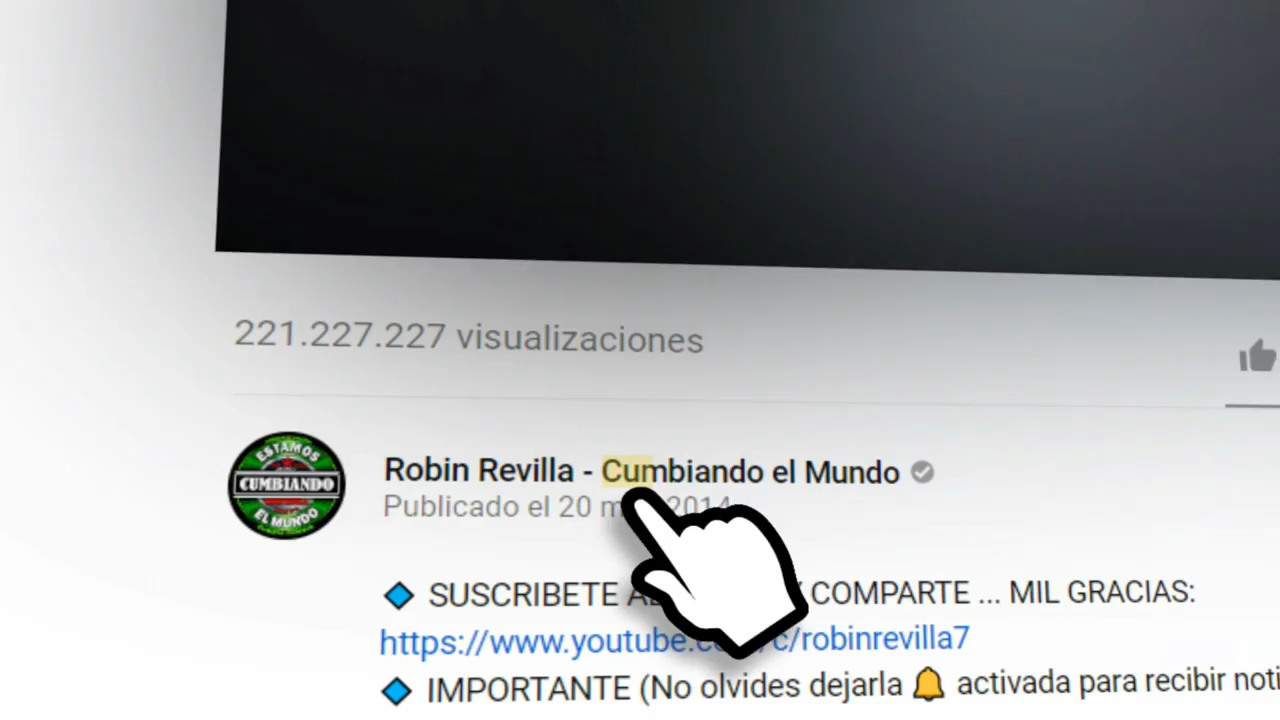 221.227.227 visualizaciones
ESTAMOS
CUMBIANDO
EL MUNDO
Robin Revilla - Cumbiando el Mundo
Publicado el 20 2014
SUSCRIBETE COMPARTE ... MIL GRACIAS:
https://www.youtube.c /c/robinrevilla7
IMPORTANTE (No olvides dejarla 🔔 activada para recibir noti